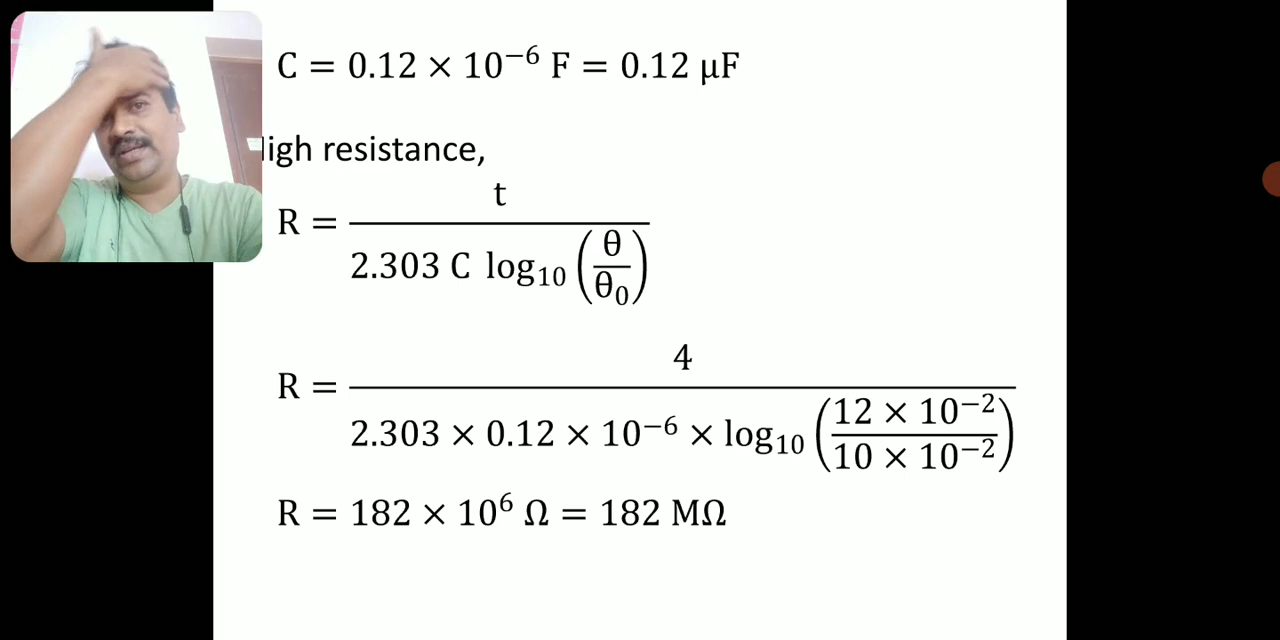 C = 0.12 × 10⁻⁶ F = 0.12 μF
igh resistance,
R = t / 2.303 C log₁₀ (θ/θ₀)
R = 4 / 2.303 × 0.12 × 10⁻⁶ × log₁₀ (12 × 10⁻² / 10 × 10⁻²)
R = 182 × 10⁶ Ω = 182 MΩ